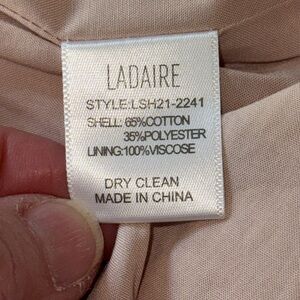 LADAIRE
STYLE:LSH21-2241
SHELL: 65%COTTON
35%POLYESTER
LINING:100%VISCOSE
DRY CLEAN
MADE IN CHINA